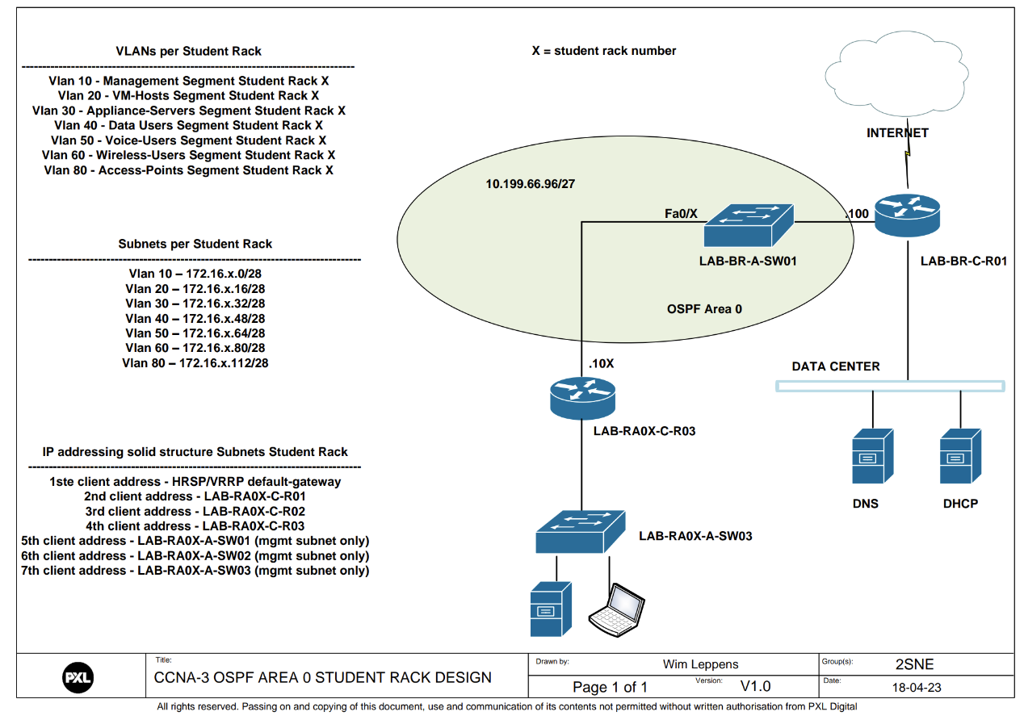 VLANs per Student Rack
--------------------------------------------------------------------------------
Vlan 10 - Management Segment Student Rack X
Vlan 20 - VM-Hosts Segment Student Rack X
Vlan 30 - Appliance-Servers Segment Student Rack X
Vlan 40 - Data Users Segment Student Rack X
Vlan 50 - Voice-Users Segment Student Rack X
Vlan 60 - Wireless-Users Segment Student Rack X
Vlan 80 - Access-Points Segment Student Rack X
X = student rack number
INTERNET
10.199.66.96/27
Fa0/X
.100
LAB-BR-A-SW01
LAB-BR-C-R01
OSPF Area 0
Subnets per Student Rack
--------------------------------------------------------------------------------
Vlan 10 – 172.16.x.0/28
Vlan 20 – 172.16.x.16/28
Vlan 30 – 172.16.x.32/28
Vlan 40 – 172.16.x.48/28
Vlan 50 – 172.16.x.64/28
Vlan 60 – 172.16.x.80/28
Vlan 80 – 172.16.x.112/28
.10X
DATA CENTER
LAB-RA0X-C-R03
DNS
DHCP
IP addressing solid structure Subnets Student Rack
--------------------------------------------------------------------------------
1ste client address - HRSP/VRRP default-gateway
2nd client address - LAB-RA0X-C-R01
3rd client address - LAB-RA0X-C-R02
4th client address - LAB-RA0X-C-R03
5th client address - LAB-RA0X-A-SW01 (mgmt subnet only)
6th client address - LAB-RA0X-A-SW02 (mgmt subnet only)
7th client address - LAB-RA0X-A-SW03 (mgmt subnet only)
LAB-RA0X-A-SW03
PXL
Title:
CCNA-3 OSPF AREA 0 STUDENT RACK DESIGN
Drawn by:
Wim Leppens
Group(s):
2SNE
Page 1 of 1
Version:
V1.0
Date:
18-04-23
All rights reserved. Passing on and copying of this document, use and communication of its contents not permitted without written authorisation from PXL Digital